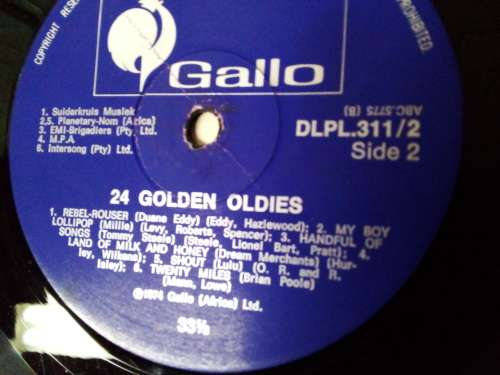 COPYRIGHT RESE
PROHIBITED
Gallo
1. Suiderkruis Musiek
2,5. Planetary-Nom (Africa)
3. EMI-Brigadiers (Pty) Ltd.
4. M.P.A.
6. Intersong (Pty) Ltd.
ABC.5775 (B)
DLPL.311/2
Side 2
24 GOLDEN OLDIES
1. REBEL-ROUSER (Duane Eddy) (Eddy, Hazlewood); 2. MY BOY
LOLLIPOP (Millie) (Levy, Roberts, Spencer); 3. HANDFUL OF
SONGS (Tommy Steele) (Steele, Lionel Bart, Pratt); 4.
LAND OF MILK AND HONEY (Dream Merchants) (Hur-
ley, Wilkens); 5. SHOUT (Lulu) (O. R. and R.
Isley); 6. TWENTY MILES (Brian Poole)
(Mann, Lowe)
℗1974 Gallo (Africa) Ltd.
33⅓